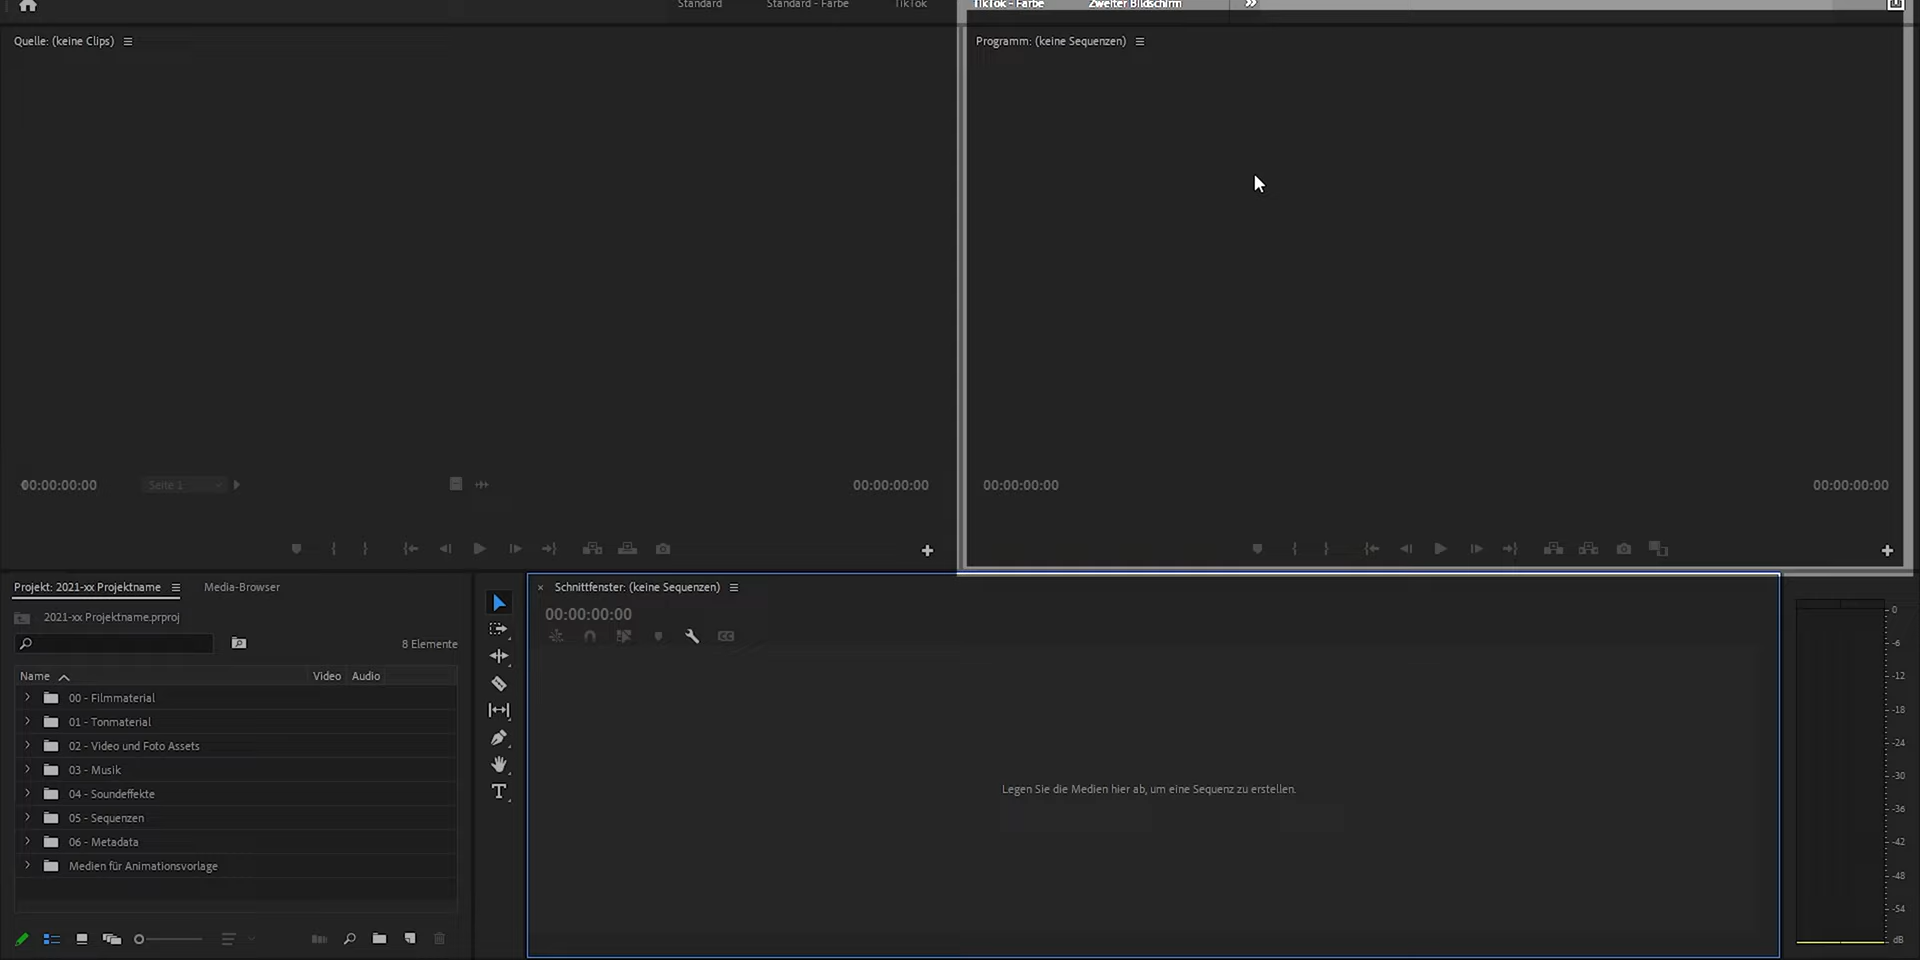 Standard
Standard - Farbe
TikTok
TikTok - Farbe
Zweiter Bildschirm
Quelle: (keine Clips)
Programm: (keine Sequenzen)
00:00:00:00
Seite 1
00:00:00:00
00:00:00:00
00:00:00:00
Projekt: 2021-xx Projektname
Media-Browser
2021-xx Projektname.prproj
8 Elemente
Name
Video
Audio
00 - Filmmaterial
01 - Tonmaterial
02 - Video und Foto Assets
03 - Musik
04 - Soundeffekte
05 - Sequenzen
06 - Metadata
Medien für Animationsvorlage
Schnittfenster: (keine Sequenzen)
00:00:00:00
CC
T
Legen Sie die Medien hier ab, um eine Sequenz zu erstellen.
0
-6
-12
-18
-24
-30
-36
-42
-48
-54
dB